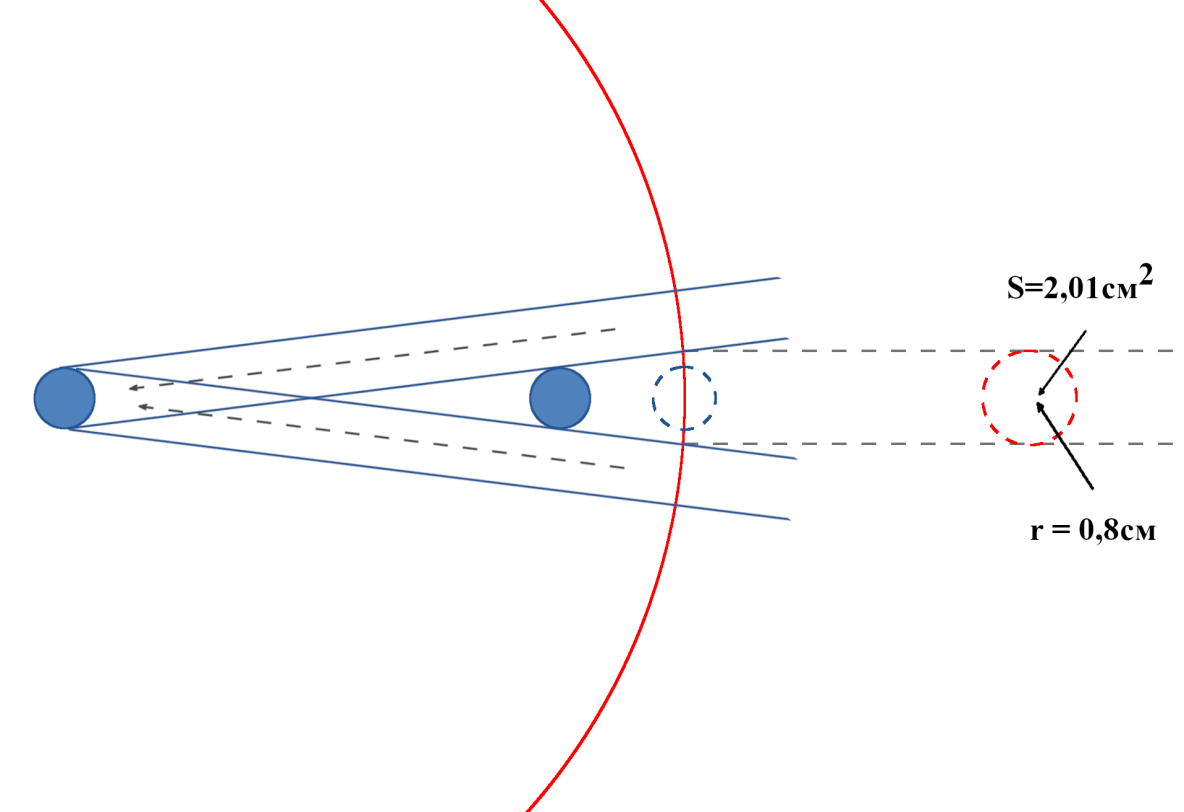 S=2,01см²
r = 0,8см